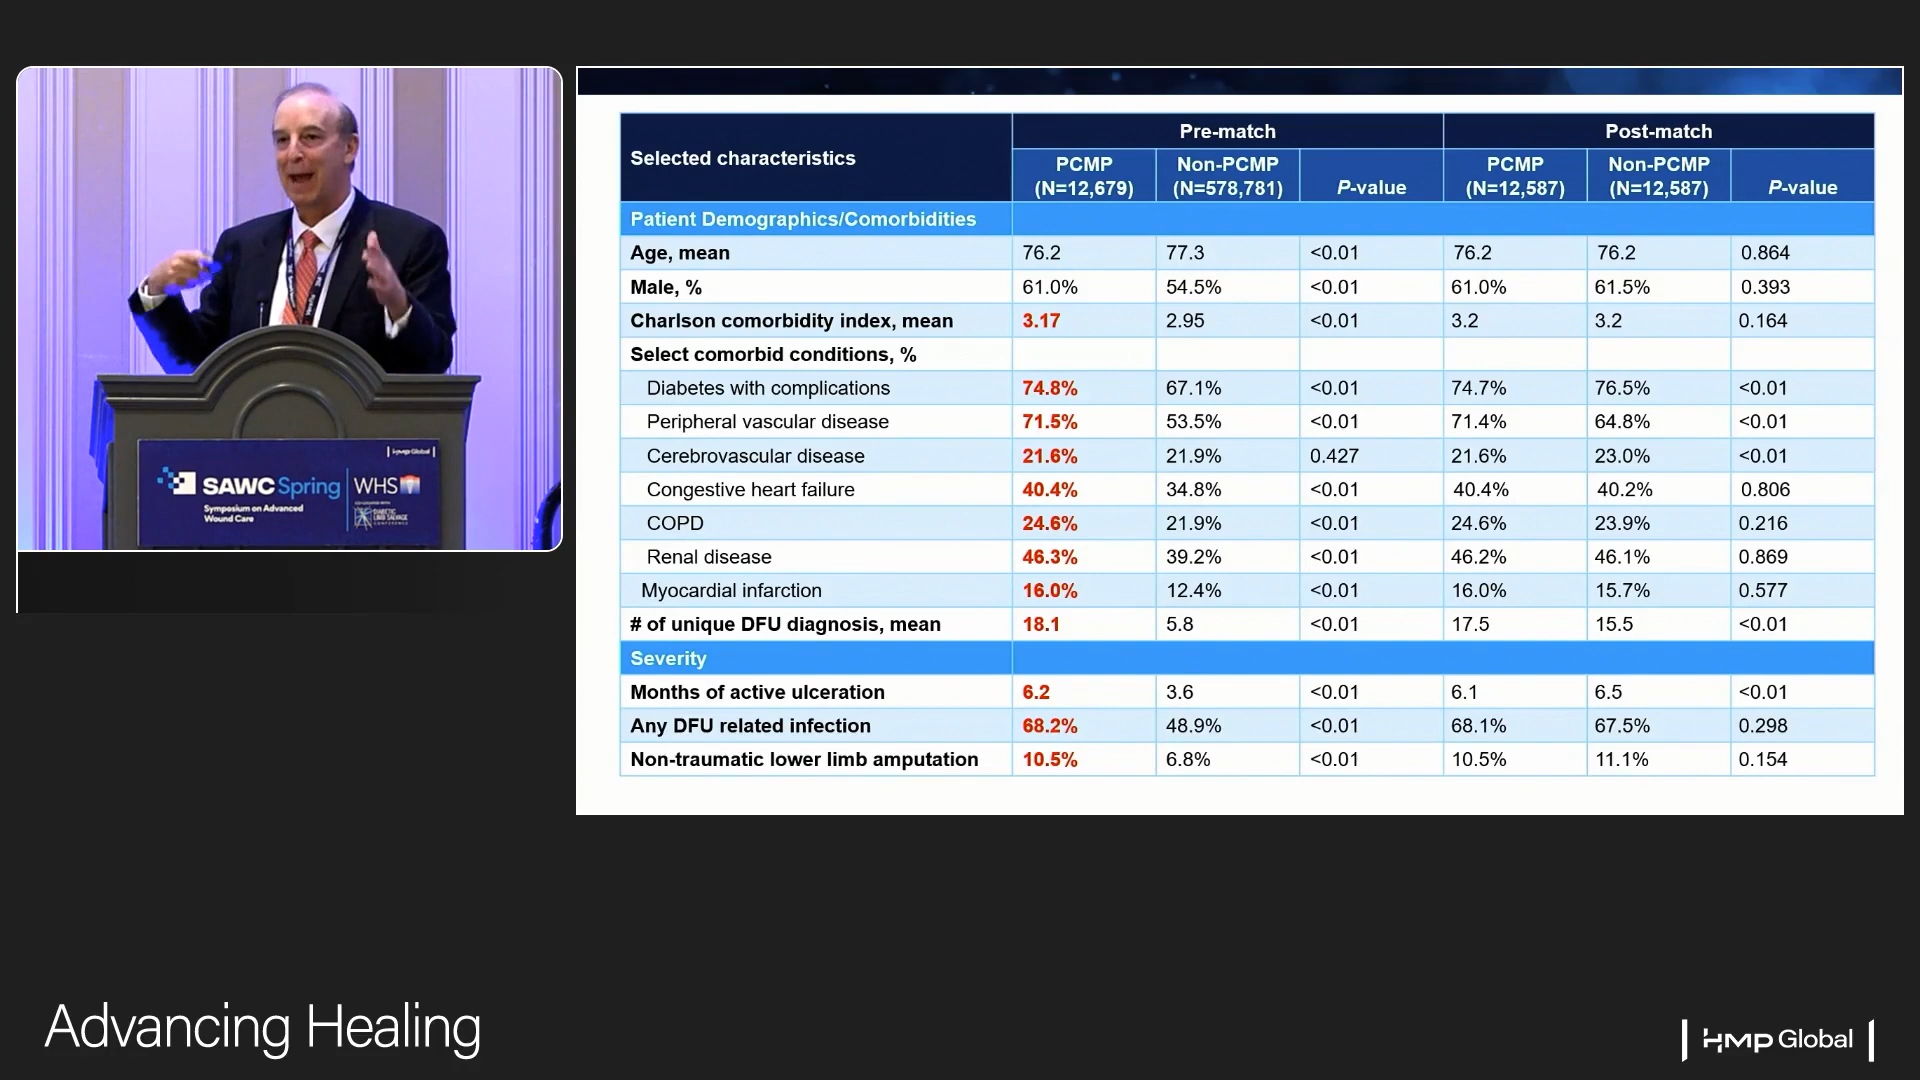 Selected characteristics Pre-match Post-match
PCMP (N=12,679) Non-PCMP (N=578,781) P-value PCMP (N=12,587) Non-PCMP (N=12,587) P-value
Patient Demographics/Comorbidities
Age, mean 76.2 77.3 <0.01 76.2 76.2 0.864
Male, % 61.0% 54.5% <0.01 61.0% 61.5% 0.393
Charlson comorbidity index, mean 3.17 2.95 <0.01 3.2 3.2 0.164
Select comorbid conditions, %
Diabetes with complications 74.8% 67.1% <0.01 74.7% 76.5% <0.01
Peripheral vascular disease 71.5% 53.5% <0.01 71.4% 64.8% <0.01
Cerebrovascular disease 21.6% 21.9% 0.427 21.6% 23.0% <0.01
Congestive heart failure 40.4% 34.8% <0.01 40.4% 40.2% 0.806
COPD 24.6% 21.9% <0.01 24.6% 23.9% 0.216
Renal disease 46.3% 39.2% <0.01 46.2% 46.1% 0.869
Myocardial infarction 16.0% 12.4% <0.01 16.0% 15.7% 0.577
# of unique DFU diagnosis, mean 18.1 5.8 <0.01 17.5 15.5 <0.01
Severity
Months of active ulceration 6.2 3.6 <0.01 6.1 6.5 <0.01
Any DFU related infection 68.2% 48.9% <0.01 68.1% 67.5% 0.298
Non-traumatic lower limb amputation 10.5% 6.8% <0.01 10.5% 11.1% 0.154
HMP Global
SAWC Spring WHS
Symposium on Advanced
Wound Care
DIABETIC
LIMB SALVAGE
CONFERENCE
Advancing Healing
HMP Global